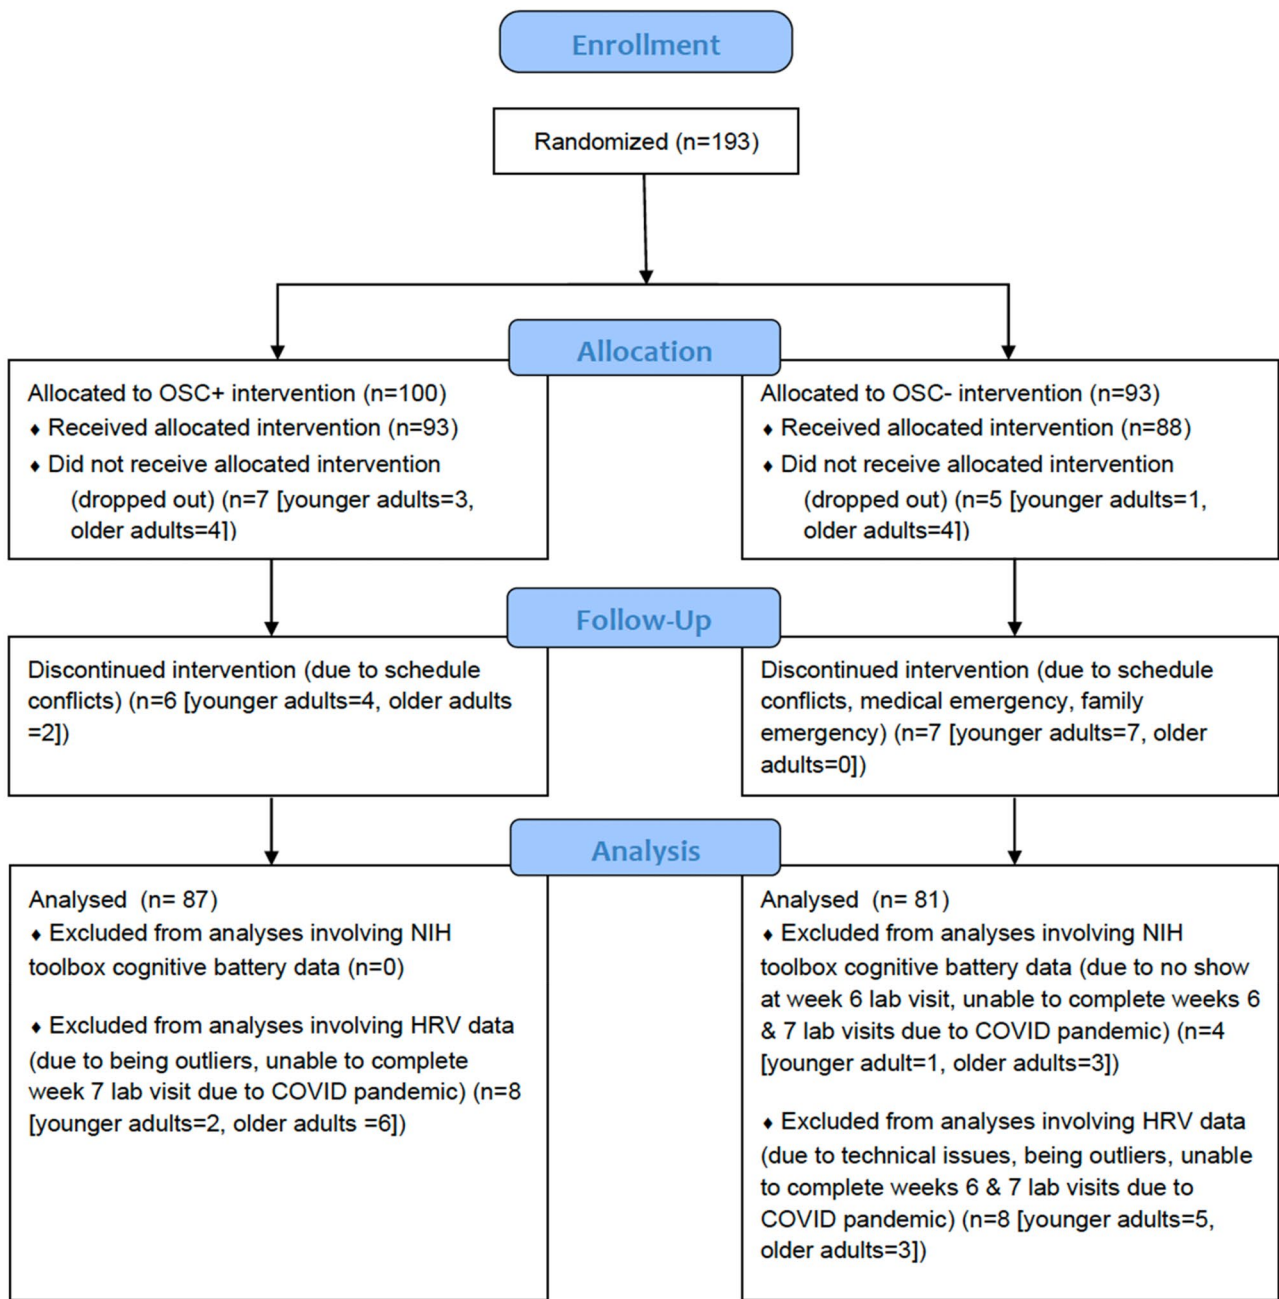 Enrollment
Randomized (n=193)
Allocation
Allocated to OSC+ intervention (n=100)
♦ Received allocated intervention (n=93)
♦ Did not receive allocated intervention
(dropped out) (n=7 [younger adults=3,
older adults=4])
Allocated to OSC- intervention (n=93)
♦ Received allocated intervention (n=88)
♦ Did not receive allocated intervention
(dropped out) (n=5 [younger adults=1,
older adults=4])
Follow-Up
Discontinued intervention (due to schedule
conflicts) (n=6 [younger adults=4, older adults
=2])
Discontinued intervention (due to schedule
conflicts, medical emergency, family
emergency) (n=7 [younger adults=7, older
adults=0])
Analysis
Analysed (n= 87)
♦ Excluded from analyses involving NIH
toolbox cognitive battery data (n=0)
♦ Excluded from analyses involving HRV data
(due to being outliers, unable to complete
week 7 lab visit due to COVID pandemic) (n=8
[younger adults=2, older adults =6])
Analysed (n= 81)
♦ Excluded from analyses involving NIH
toolbox cognitive battery data (due to no show
at week 6 lab visit, unable to complete weeks 6
& 7 lab visits due to COVID pandemic) (n=4
[younger adult=1, older adults=3])
♦ Excluded from analyses involving HRV data
(due to technical issues, being outliers, unable
to complete weeks 6 & 7 lab visits due to
COVID pandemic) (n=8 [younger adults=5,
older adults=3])